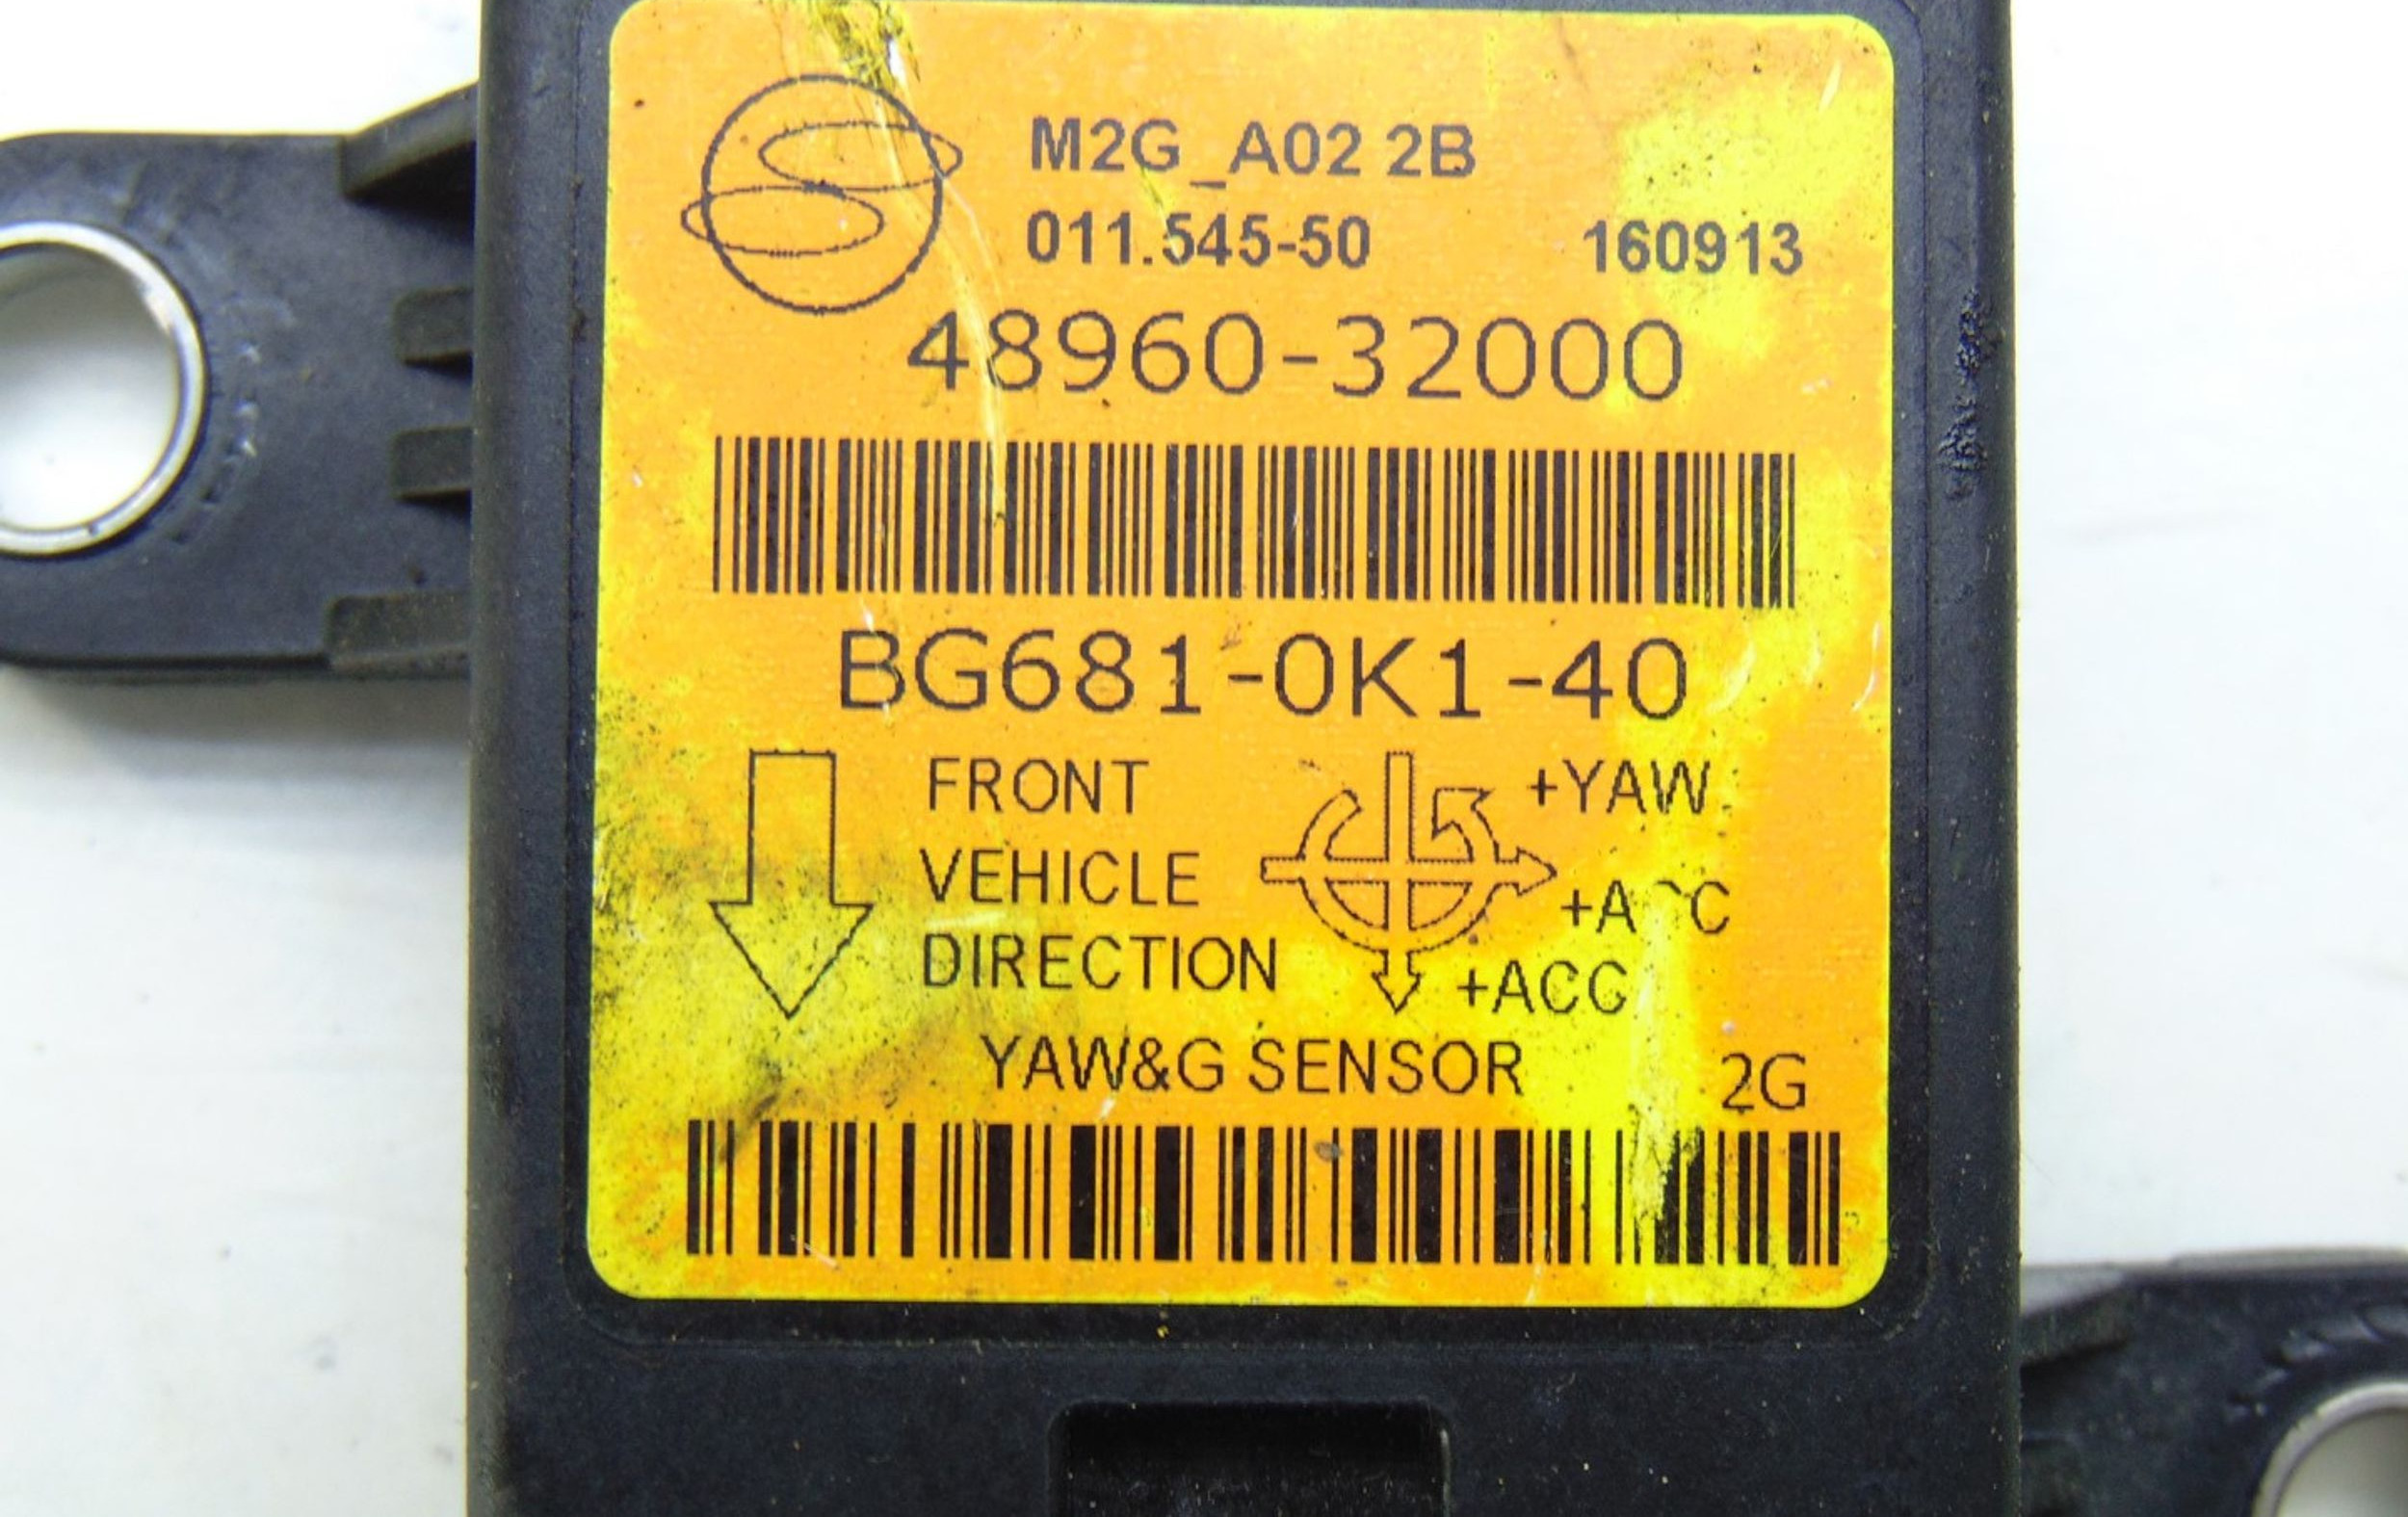 M2G_A02 2B
011.545-50 160913
48960-32000
BG681-0K1-40
FRONT
VEHICLE
DIRECTION
+YAW
+ACC
YAW&G SENSOR 2G